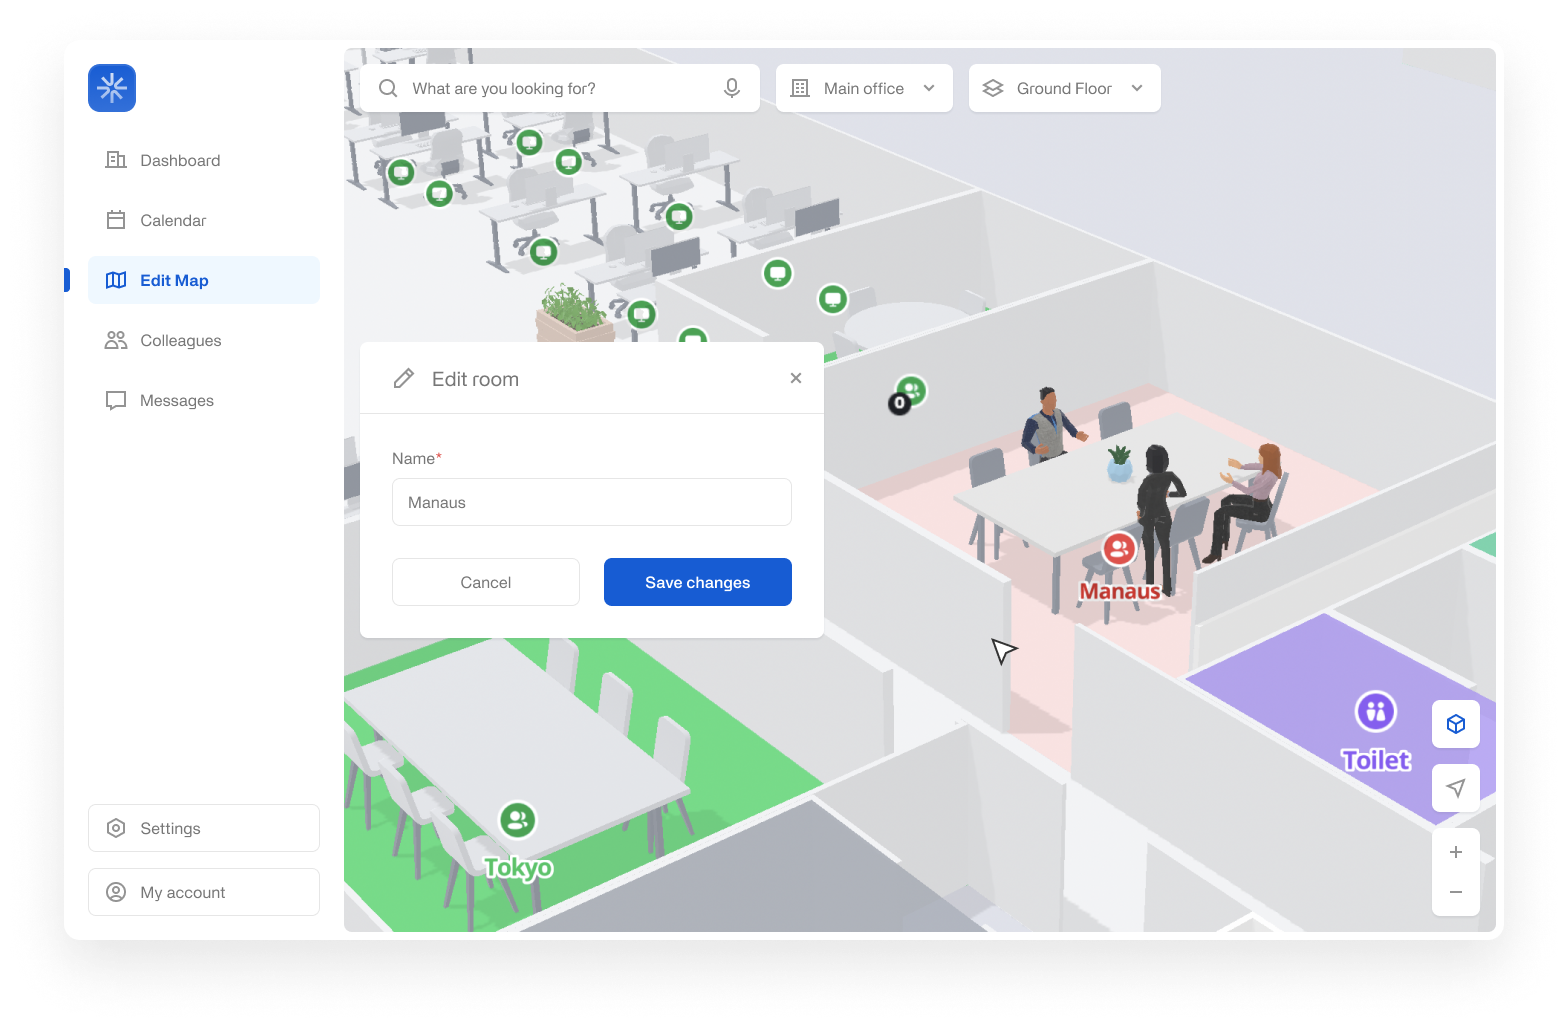 What are you looking for?
Main office
Ground Floor
Dashboard
Calendar
Edit Map
Colleagues
Messages
Edit room
Name*
Manaus
Cancel
Save changes
0
Manaus
Toilet
Tokyo
Settings
My account